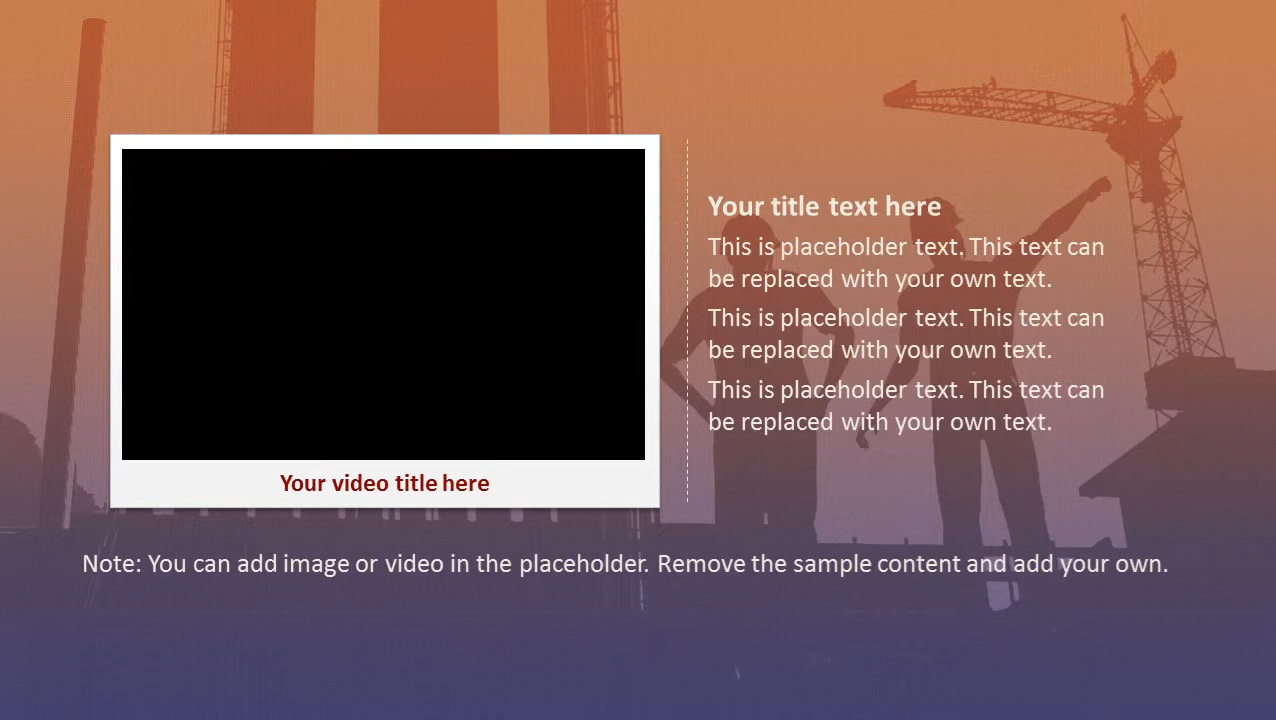 Your title text here
This is placeholder text. This text can
be replaced with your own text.
This is placeholder text. This text can
be replaced with your own text.
This is placeholder text. This text can
be replaced with your own text.
Your video title here
Note: You can add image or video in the placeholder. Remove the sample content and add your own.